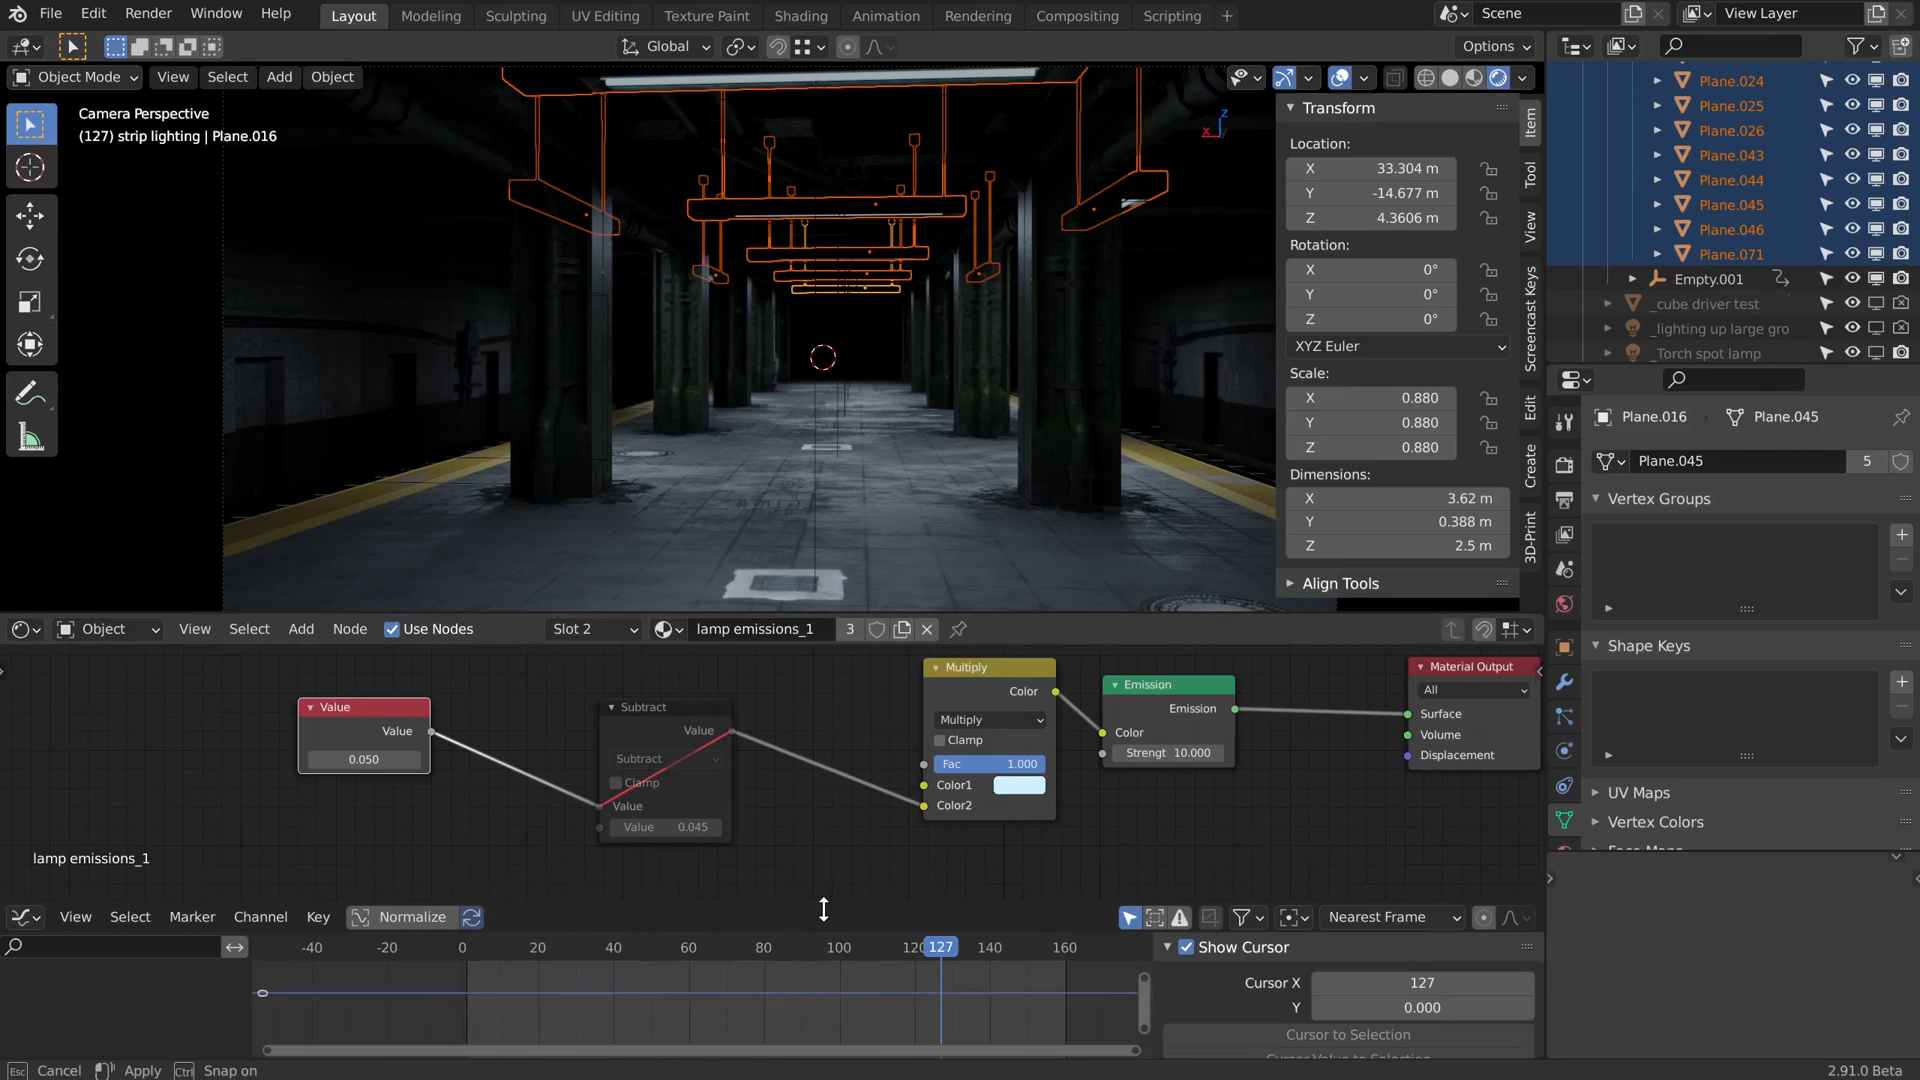 File Edit Render Window Help Layout Modeling Sculpting UV Editing Texture Paint Shading Animation Rendering Compositing Scripting + Scene View Layer
Global Options
Object Mode View Select Add Object
Camera Perspective
(127) strip lighting | Plane.016
Z
X
Transform
Location:
X 33.304 m
Y -14.677 m
Z 4.3606 m
Rotation:
X 0°
Y 0°
Z 0°
XYZ Euler
Scale:
X 0.880
Y 0.880
Z 0.880
Dimensions:
X 3.62 m
Y 0.388 m
Z 2.5 m
Align Tools
Item
Tool
View
Screencast Keys
Edit
Create
3D-Print
Plane.024
Plane.025
Plane.026
Plane.043
Plane.044
Plane.045
Plane.046
Plane.071
Empty.001
_cube driver test
_lighting up large gro
_Torch spot lamp
Plane.016 Plane.045
Plane.045 5
Vertex Groups
Shape Keys
UV Maps
Vertex Colors
Object View Select Add Node Use Nodes Slot 2 lamp emissions_1 3
Value
Value
0.050
Subtract
Value
Subtract
Clamp
Value
Value 0.045
Multiply
Color
Multiply
Clamp
Fac 1.000
Color1
Color2
Emission
Emission
Color
Strengt 10.000
Material Output
All
Surface
Volume
Displacement
lamp emissions_1
View Select Marker Channel Key Normalize Nearest Frame
-40 -20 0 20 40 60 80 100 127 140 160
Show Cursor
Cursor X 127
Y 0.000
Cursor to Selection
Esc Cancel Apply Ctrl Snap on 2.91.0 Beta